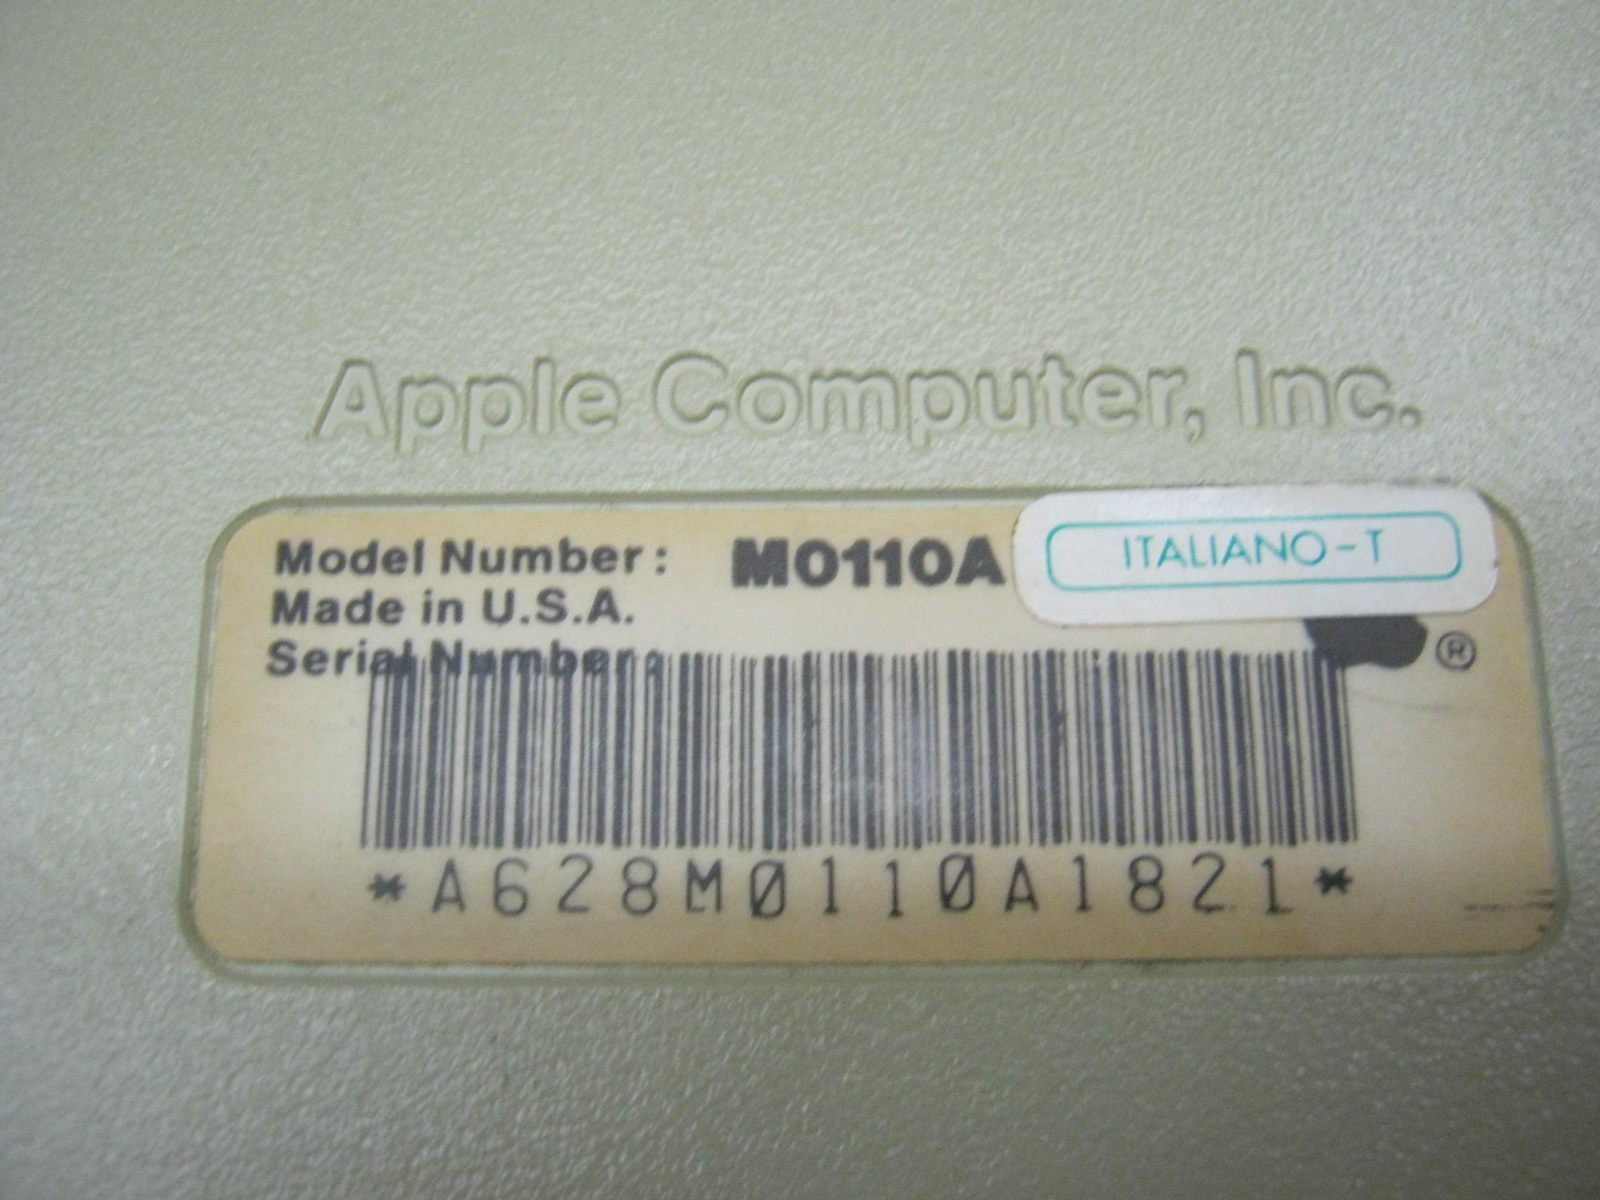 Apple Computer, Inc.
Model Number: M0110A
ITALIANO-T
Made in U.S.A.
Serial Number:
®
*A628M0110A1821*